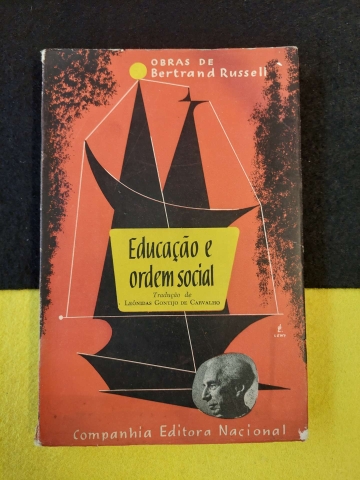 OBRAS DE
Bertrand Russell
Educação e
ordem social
Tradução de
Leônidas Gontijo de Carvalho
Companhia Editora Nacional